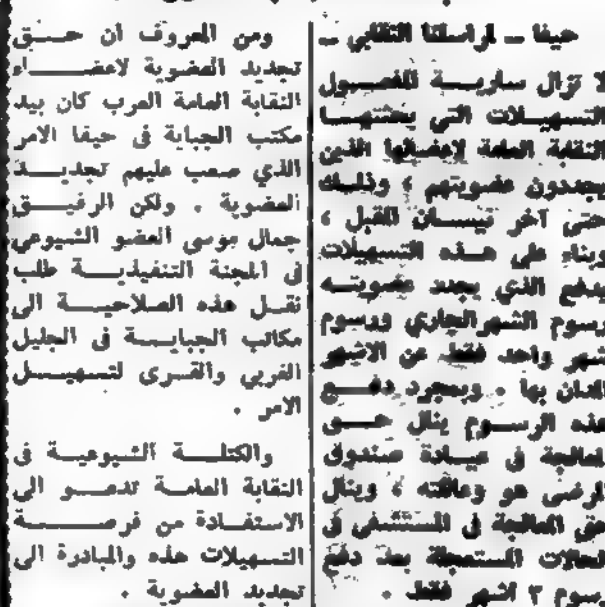 حيفا ــ لمراسلنا النقابي ــ
لا تزال سارية المفعول
التسهيلات التي يمنحها
النقابة العامة لاعضائها الذين
يجددون عضويتهم ، وذلك
حتى آخر نيسان المقبل ،
وبناء على هذه التسهيلات
يدفع الذي يجدد عضويته
رسوم الشهر الجاري ورسوم
شهر واحد فقط عن الاشهر
المدان بها . وبمجرد دفع
هذه الرسوم ينال حق
المعالجة في عيادة صندوق
المرضى هو وعائلته ، وينال
حق المعالجة في المستشفى في
الحالات المستعجلة بعد دفع
رسوم ٣ اشهر فقط .
ومن المعروف ان حق
تجديد العضوية لاعضاء
النقابة العامة العرب كان بيد
مكتب الجباية في حيفا الامر
الذي صعب عليهم تجديد
العضوية . ولكن الرفيق
جمال موسى العضو الشيوعي
في اللجنة التنفيذية طلب
نقل هذه الصلاحية الى
مكاتب الجباية في الجليل
الغربي والقرى لتسهيل
الامر .
والكتلة الشيوعية في
النقابة العامة تدعو الى
الاستفادة من فرصة
التسهيلات هذه والمبادرة الى
تجديد العضوية .